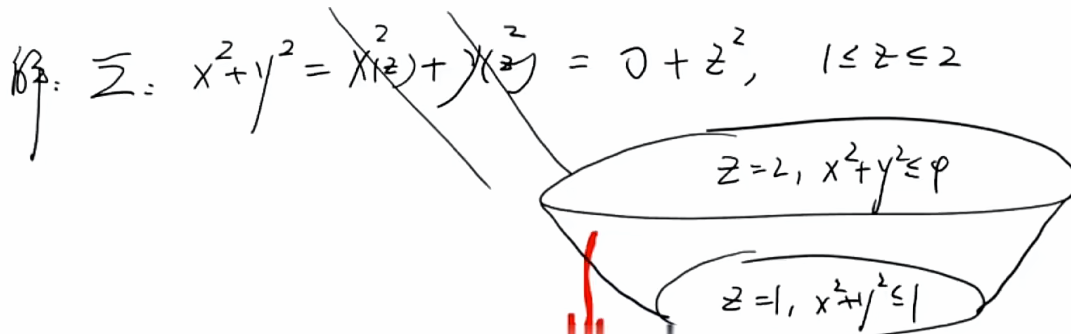 解: Σ: x²+y² = x²(z) + y²(z) = 0 + z², 1≤z≤2
z=2, x²+y²≤4
z=1, x²+y²≤1